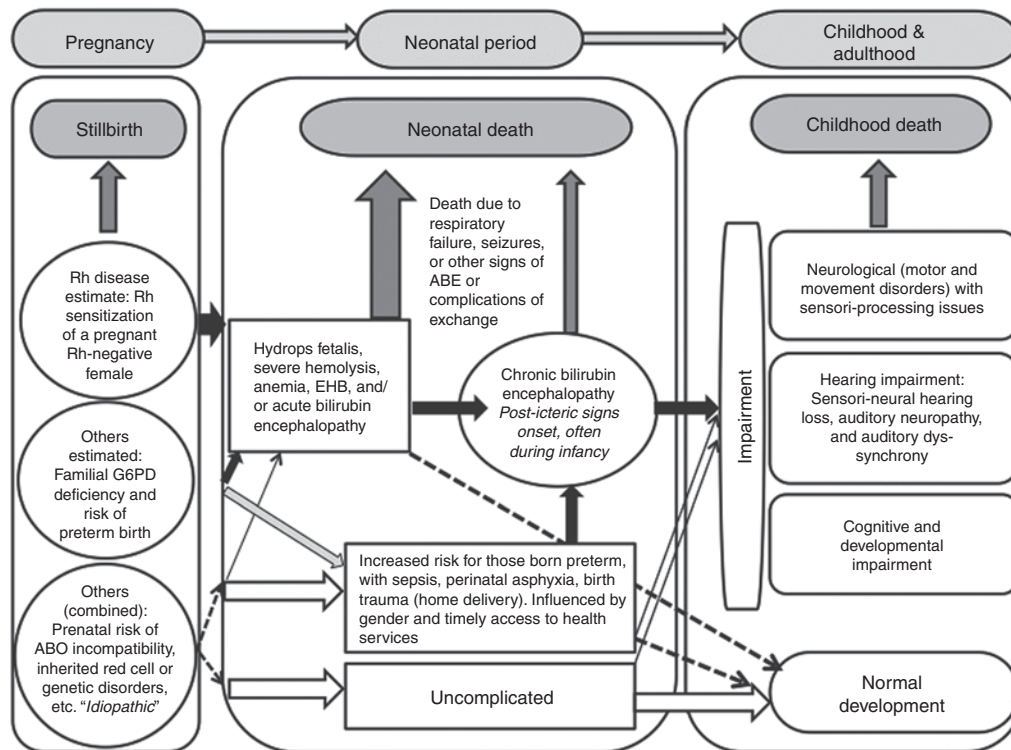 Pregnancy
Neonatal period
Childhood &
adulthood
Stillbirth
Neonatal death
Childhood death
Rh disease
estimate: Rh
sensitization
of a pregnant
Rh-negative
female
Others
estimated:
Familial G6PD
deficiency and
risk of
preterm birth
Others
(combined):
Prenatal risk of
ABO incompatibility,
inherited red cell or
genetic disorders,
etc. “Idiopathic”
Death due to
respiratory
failure, seizures,
or other signs of
ABE or
complications of
exchange
Hydrops fetalis,
severe hemolysis,
anemia, EHB, and/
or acute bilirubin
encephalopathy
Chronic bilirubin
encephalopathy
Post-icteric signs
onset, often
during infancy
Increased risk for those born preterm,
with sepsis, perinatal asphyxia, birth
trauma (home delivery). Influenced by
gender and timely access to health
services
Uncomplicated
Impairment
Neurological (motor and
movement disorders) with
sensori-processing issues
Hearing impairment:
Sensori-neural hearing
loss, auditory neuropathy,
and auditory dys-
synchrony
Cognitive and
developmental
impairment
Normal
development